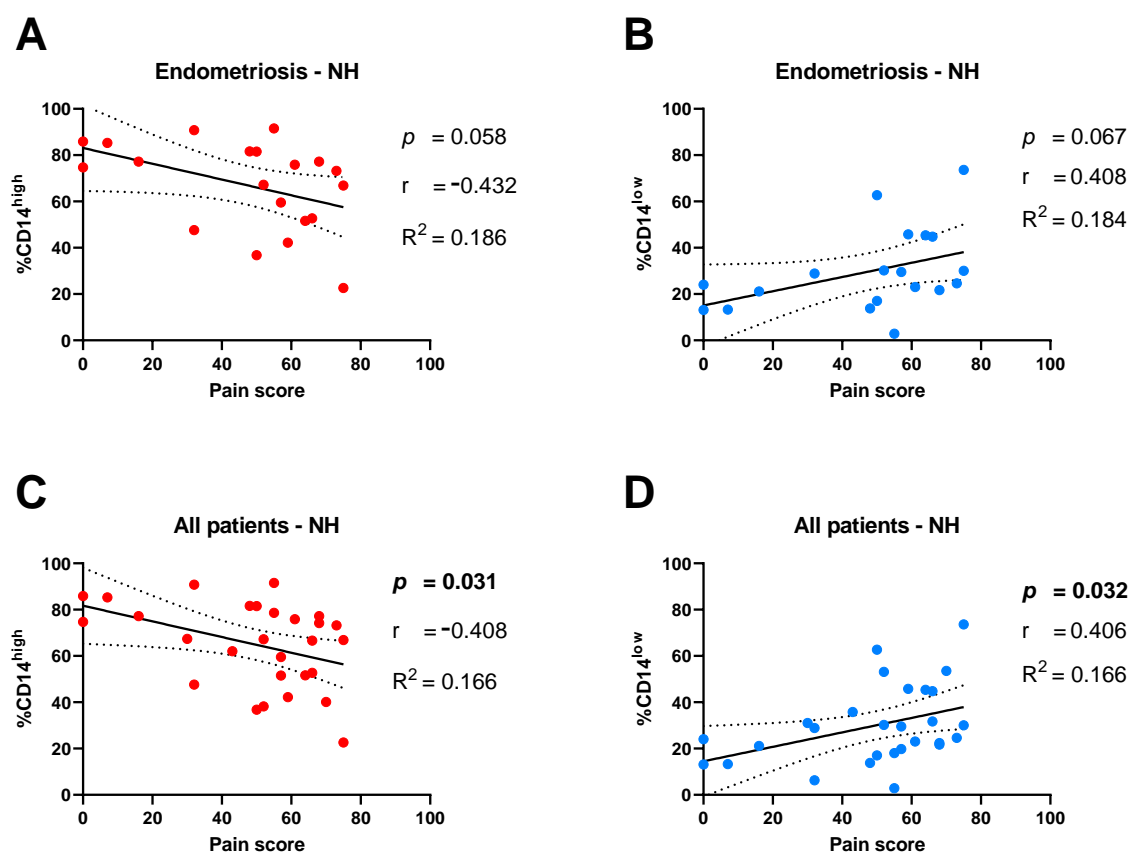 A
Endometriosis - NH
%CD14high
100
80
60
40
20
0
0 20 40 60 80 100
Pain score
p = 0.058
r = -0.432
R2 = 0.186
B
Endometriosis - NH
%CD14low
100
80
60
40
20
0
0 20 40 60 80 100
Pain score
p = 0.067
r = 0.408
R2 = 0.184
C
All patients - NH
%CD14high
100
80
60
40
20
0
0 20 40 60 80 100
Pain score
p = 0.031
r = -0.408
R2 = 0.166
D
All patients - NH
%CD14low
100
80
60
40
20
0
0 20 40 60 80 100
Pain score
p = 0.032
r = 0.406
R2 = 0.166